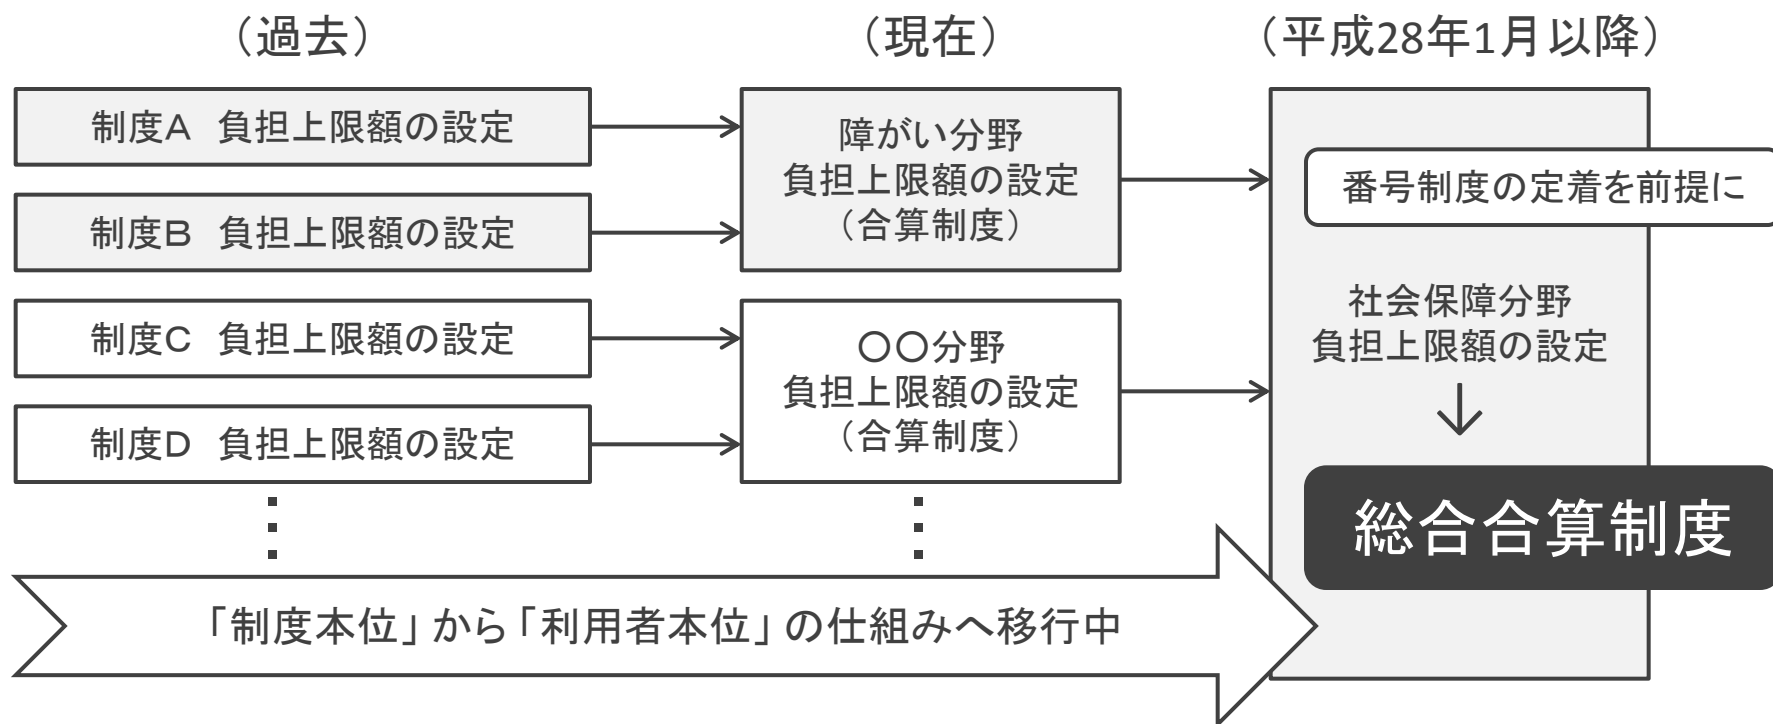 （過去）
（現在）
（平成28年1月以降）
制度A　負担上限額の設定
制度B　負担上限額の設定
制度C　負担上限額の設定
制度D　負担上限額の設定
障がい分野
負担上限額の設定
（合算制度）
〇〇分野
負担上限額の設定
（合算制度）
番号制度の定着を前提に
社会保障分野
負担上限額の設定
総合合算制度
「制度本位」から「利用者本位」の仕組みへ移行中